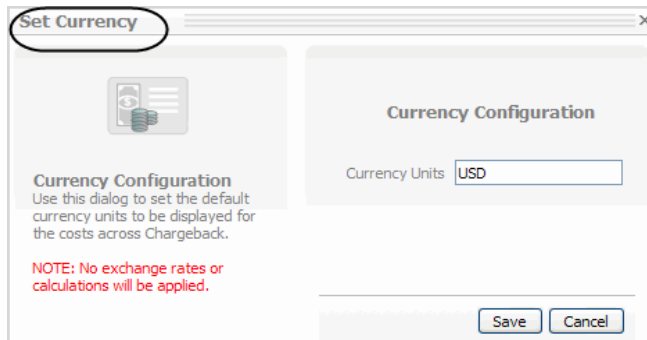 Set Currency
Currency Configuration
Use this dialog to set the default
currency units to be displayed for
the costs across Chargeback.
NOTE: No exchange rates or
calculations will be applied.
Currency Configuration
Currency Units USD
Save Cancel